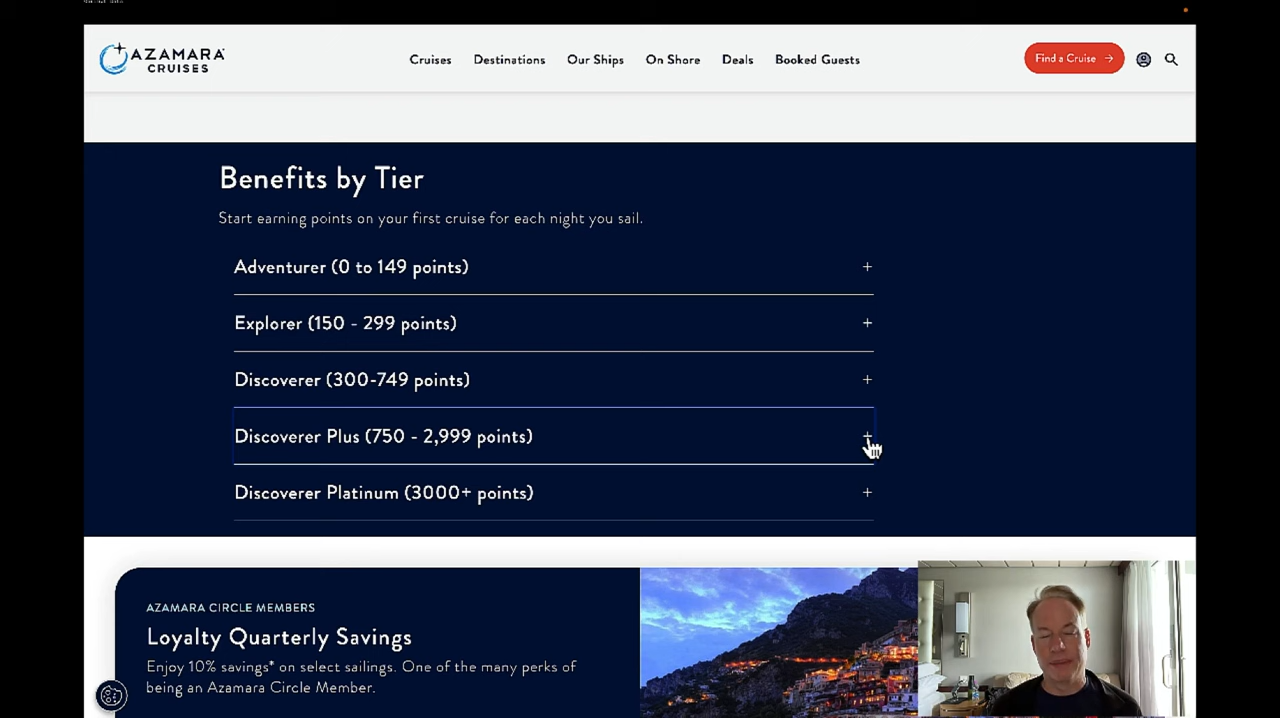 AZAMARA
CRUISES
Cruises Destinations Our Ships On Shore Deals Booked Guests
Find a Cruise →
Benefits by Tier
Start earning points on your first cruise for each night you sail.
Adventurer (0 to 149 points) +
Explorer (150 - 299 points) +
Discoverer (300-749 points) +
Discoverer Plus (750 - 2,999 points) +
Discoverer Platinum (3000+ points) +
AZAMARA CIRCLE MEMBERS
Loyalty Quarterly Savings
Enjoy 10% savings* on select sailings. One of the many perks of
being an Azamara Circle Member.